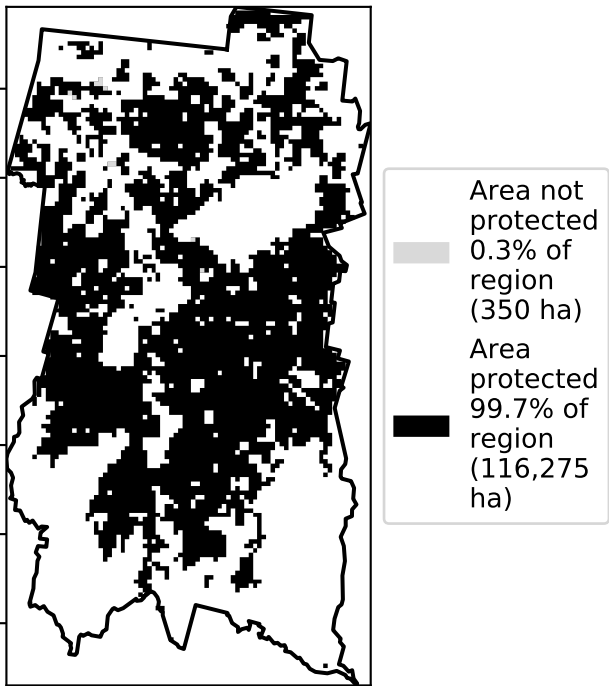 Area not
protected
0.3% of
region
(350 ha)
Area
protected
99.7% of
region
(116,275
ha)